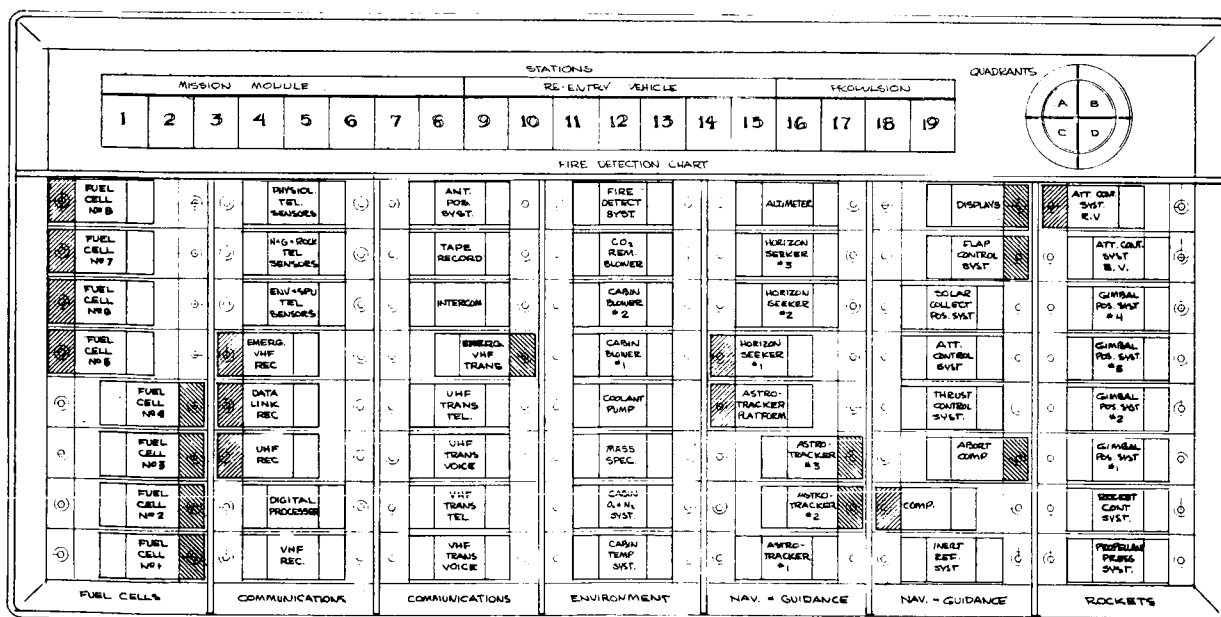 STATIONS
QUADRANTS
MISSION MODULE
RE-ENTRY VEHICLE
PROPULSION
1 2 3 4 5 6 7 8 9 10 11 12 13 14 15 16 17 18 19
A B
C D
FIRE DETECTION CHART
FUEL
CELL
Nº 8
FUEL
CELL
Nº 7
FUEL
CELL
Nº 6
FUEL
CELL
Nº 5
FUEL
CELL
Nº 4
FUEL
CELL
Nº 3
FUEL
CELL
Nº 2
FUEL
CELL
Nº 1
FUEL CELLS
PHYSIOL.
TEL.
SENSORS
N+G+ROCK
TEL
SENSORS
ENV+SPU
TEL
SENSORS
EMERG.
VHF
REC
DATA
LINK
REC
UHF
REC
DIGITAL
PROCESSER
VHF
REC.
COMMUNICATIONS
ANT.
POS.
SYST.
TAPE
RECORD
INTERCOM
EMERG.
VHF
TRANS
UHF
TRANS
TEL.
UHF
TRANS
VOICE
VHF
TRANS
TEL
VHF
TRANS
VOICE
COMMUNICATIONS
FIRE
DETECT
SYST.
CO2
REM.
BLOWER
CABIN
BLOWER
#2
CABIN
BLOWER
#1
COOLANT
PUMP
MASS
SPEC.
CABIN
O2+N2
SYST.
CABIN
TEMP
SYST.
ENVIRONMENT
ALTIMETER
HORIZON
SEEKER
#3
HORIZON
SEEKER
#2
HORIZON
SEEKER
#1
ASTRO-
TRACKER
PLATFORM
ASTRO-
TRACKER
#3
ASTRO-
TRACKER
#2
ASTRO-
TRACKER
#1
NAV. = GUIDANCE
DISPLAYS
FLAP
CONTROL
SYST.
SOLAR
COLLECT
POS. SYST
ATT.
CONTROL
SYST
THRUST
CONTROL
SYST.
ABORT
COMP
COMP.
INERT
REF.
SYST
NAV. = GUIDANCE
ATT. CONT.
SYST
R.V
ATT. CONT.
SYST
GIMBAL
POS. SYST
#4
GIMBAL
POS. SYST.
GIMBAL
POS SYST
#2
GIMBAL
POS. SYST
#1
ROCKET
CONT
SYST.
PROPELLANT
PRESS
SYST.
ROCKETS